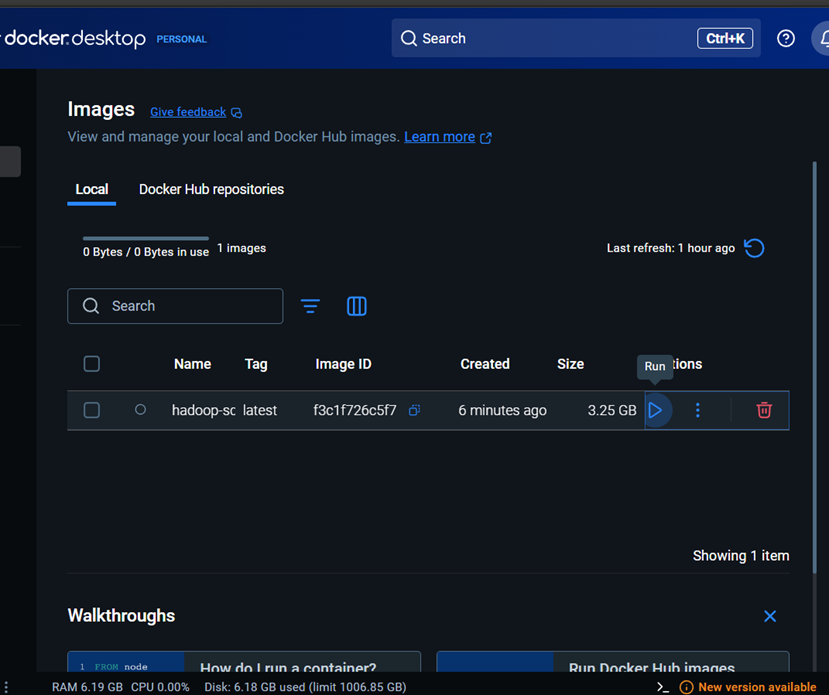 docker.desktop PERSONAL Search Ctrl+K
Images Give feedback
View and manage your local and Docker Hub images. Learn more
Local Docker Hub repositories
0 Bytes / 0 Bytes in use 1 images Last refresh: 1 hour ago
Search
Name Tag Image ID Created Size Run tions
hadoop-sc latest f3c1f726c5f7 6 minutes ago 3.25 GB
Showing 1 item
Walkthroughs
1 FROM node How do I run a container? Run Docker Hub images
RAM 6.19 GB CPU 0.00% Disk: 6.18 GB used (limit 1006.85 GB) New version available